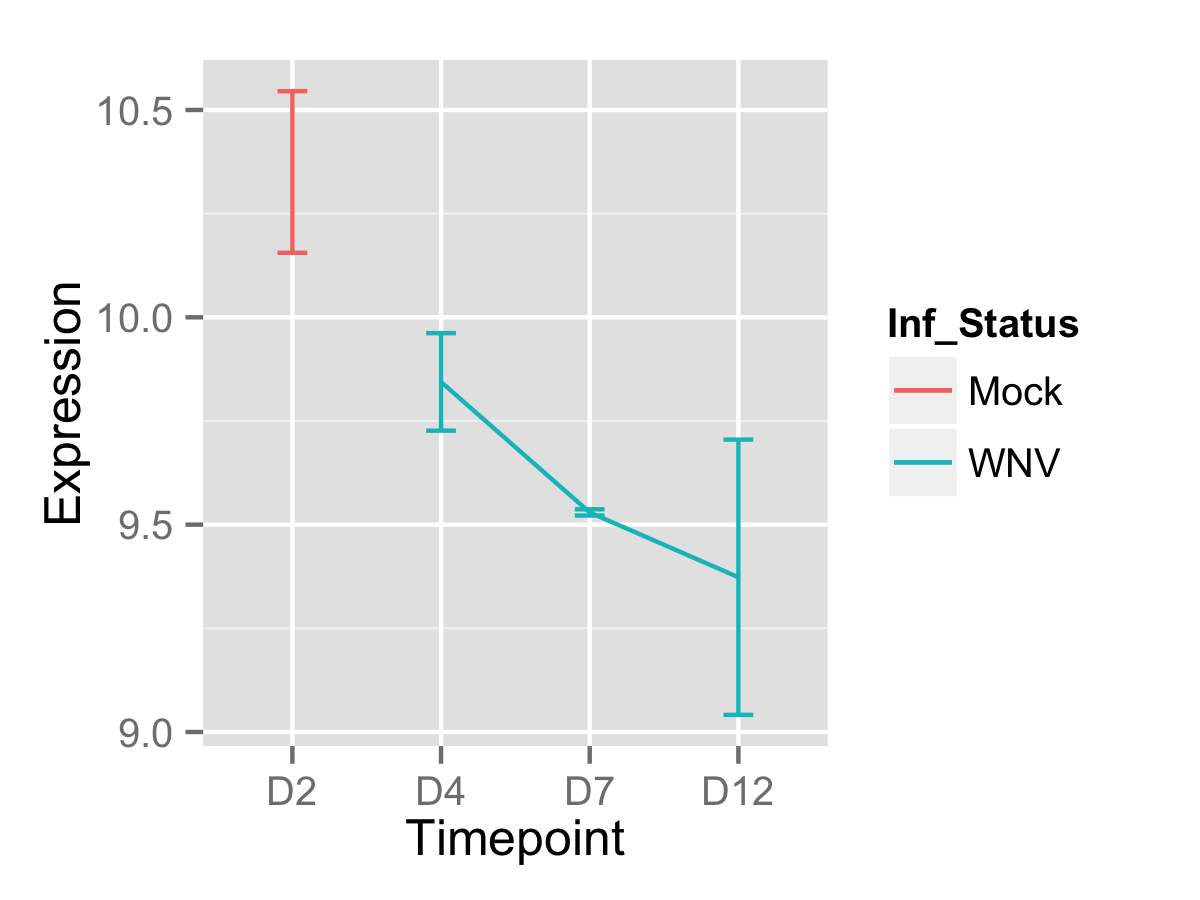 10.5
10.0
9.5
9.0
Expression
D2 D4 D7 D12
Timepoint
Inf_Status
Mock
WNV